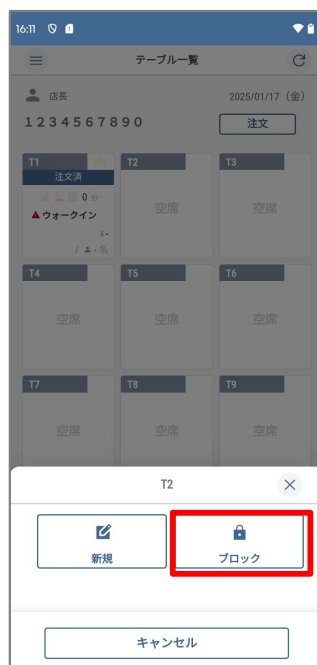 16:11
テーブル一覧
店長
2025/01/17（金）
1234567890
注文
T1
T2
T3
注文済
0 分
ウォークイン
空席
空席
¥-
/ - 名
T4
T5
T6
空席
空席
空席
T7
T8
T9
空席
空席
空席
T2
新規
ブロック
キャンセル